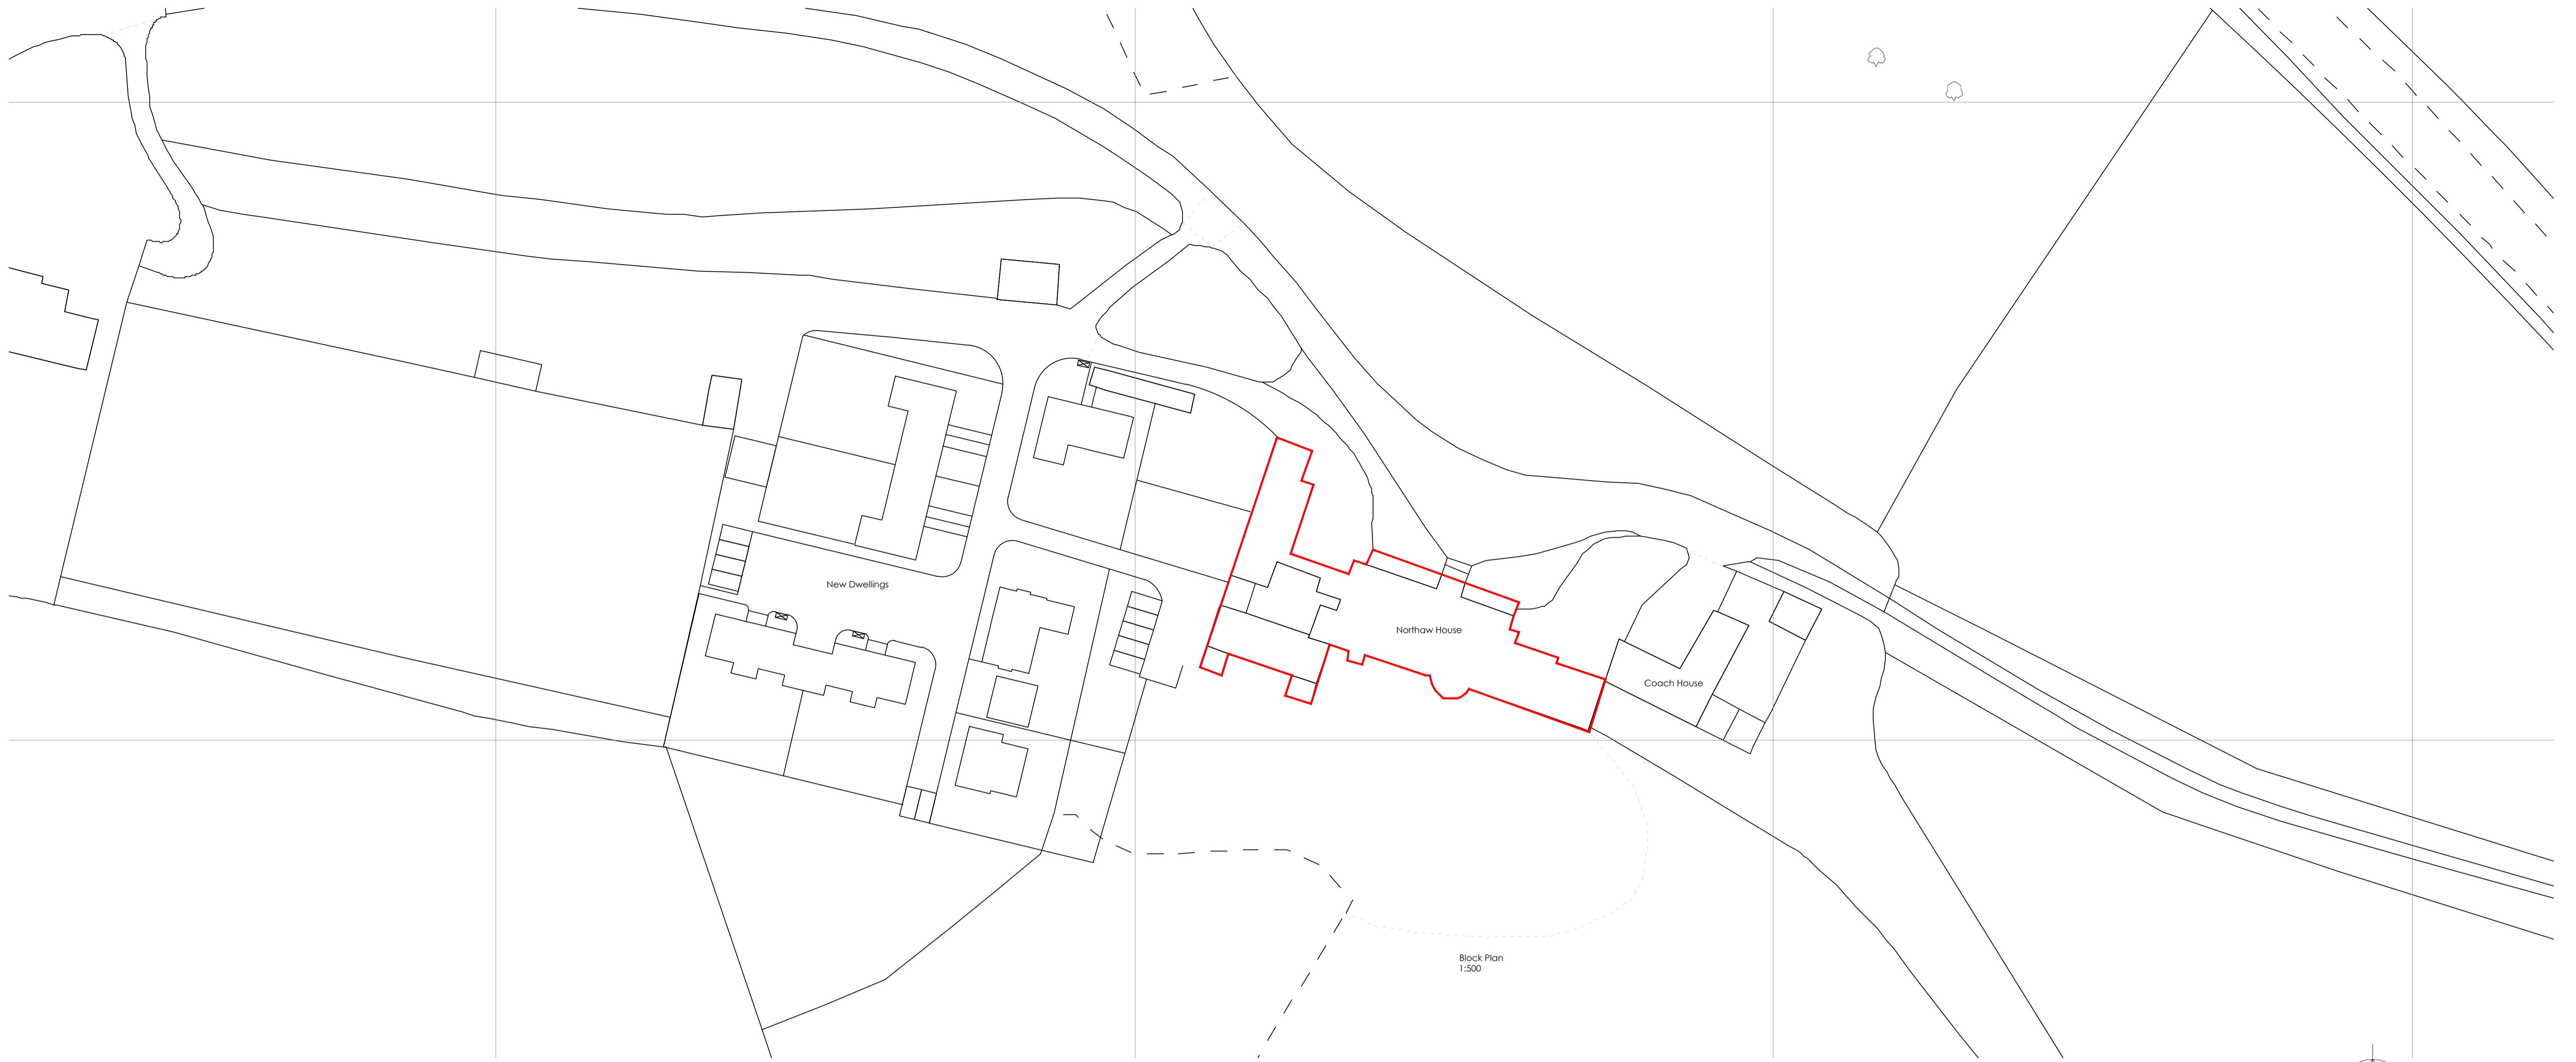 New Dwellings
Northaw House
Coach House
Block Plan
1:500